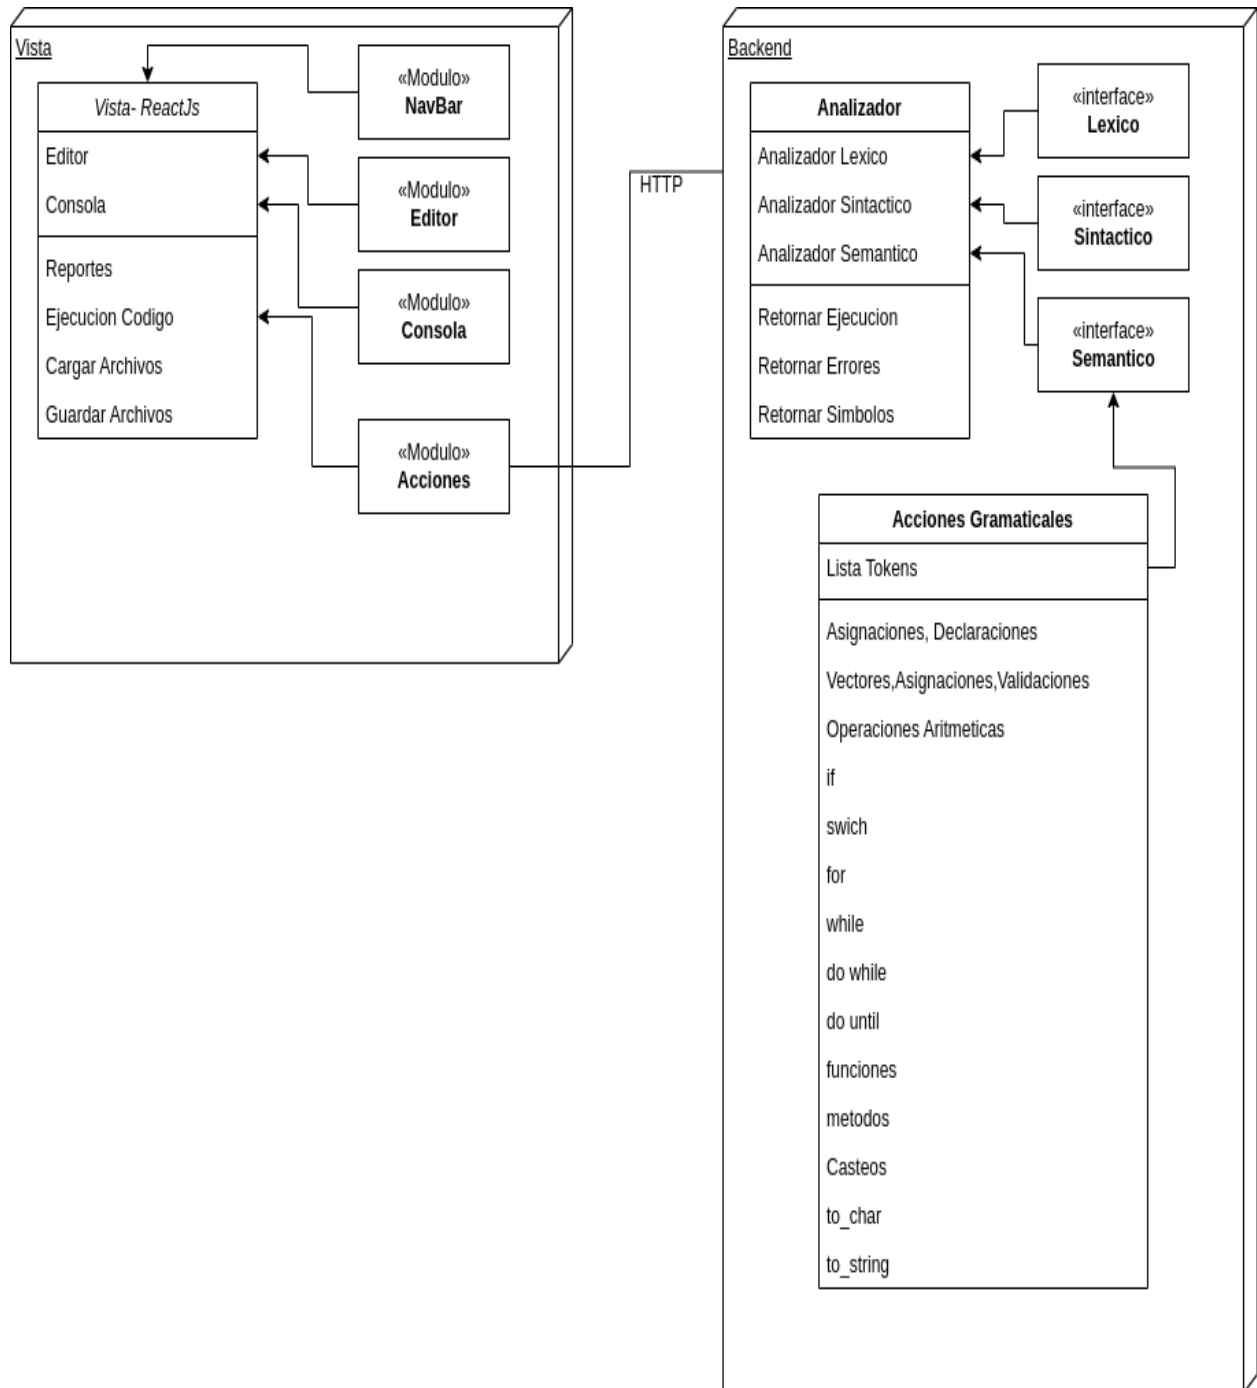 Vista
Vista- ReactJs
Editor
Consola
Reportes
Ejecucion Codigo
Cargar Archivos
Guardar Archivos
«Modulo»
NavBar
«Modulo»
Editor
«Modulo»
Consola
«Modulo»
Acciones
HTTP
Backend
Analizador
Analizador Lexico
Analizador Sintactico
Analizador Semantico
Retornar Ejecucion
Retornar Errores
Retornar Simbolos
«interface»
Lexico
«interface»
Sintactico
«interface»
Semantico
Acciones Gramaticales
Lista Tokens
Asignaciones, Declaraciones
Vectores,Asignaciones,Validaciones
Operaciones Aritmeticas
if
swich
for
while
do while
do until
funciones
metodos
Casteos
to_char
to_string